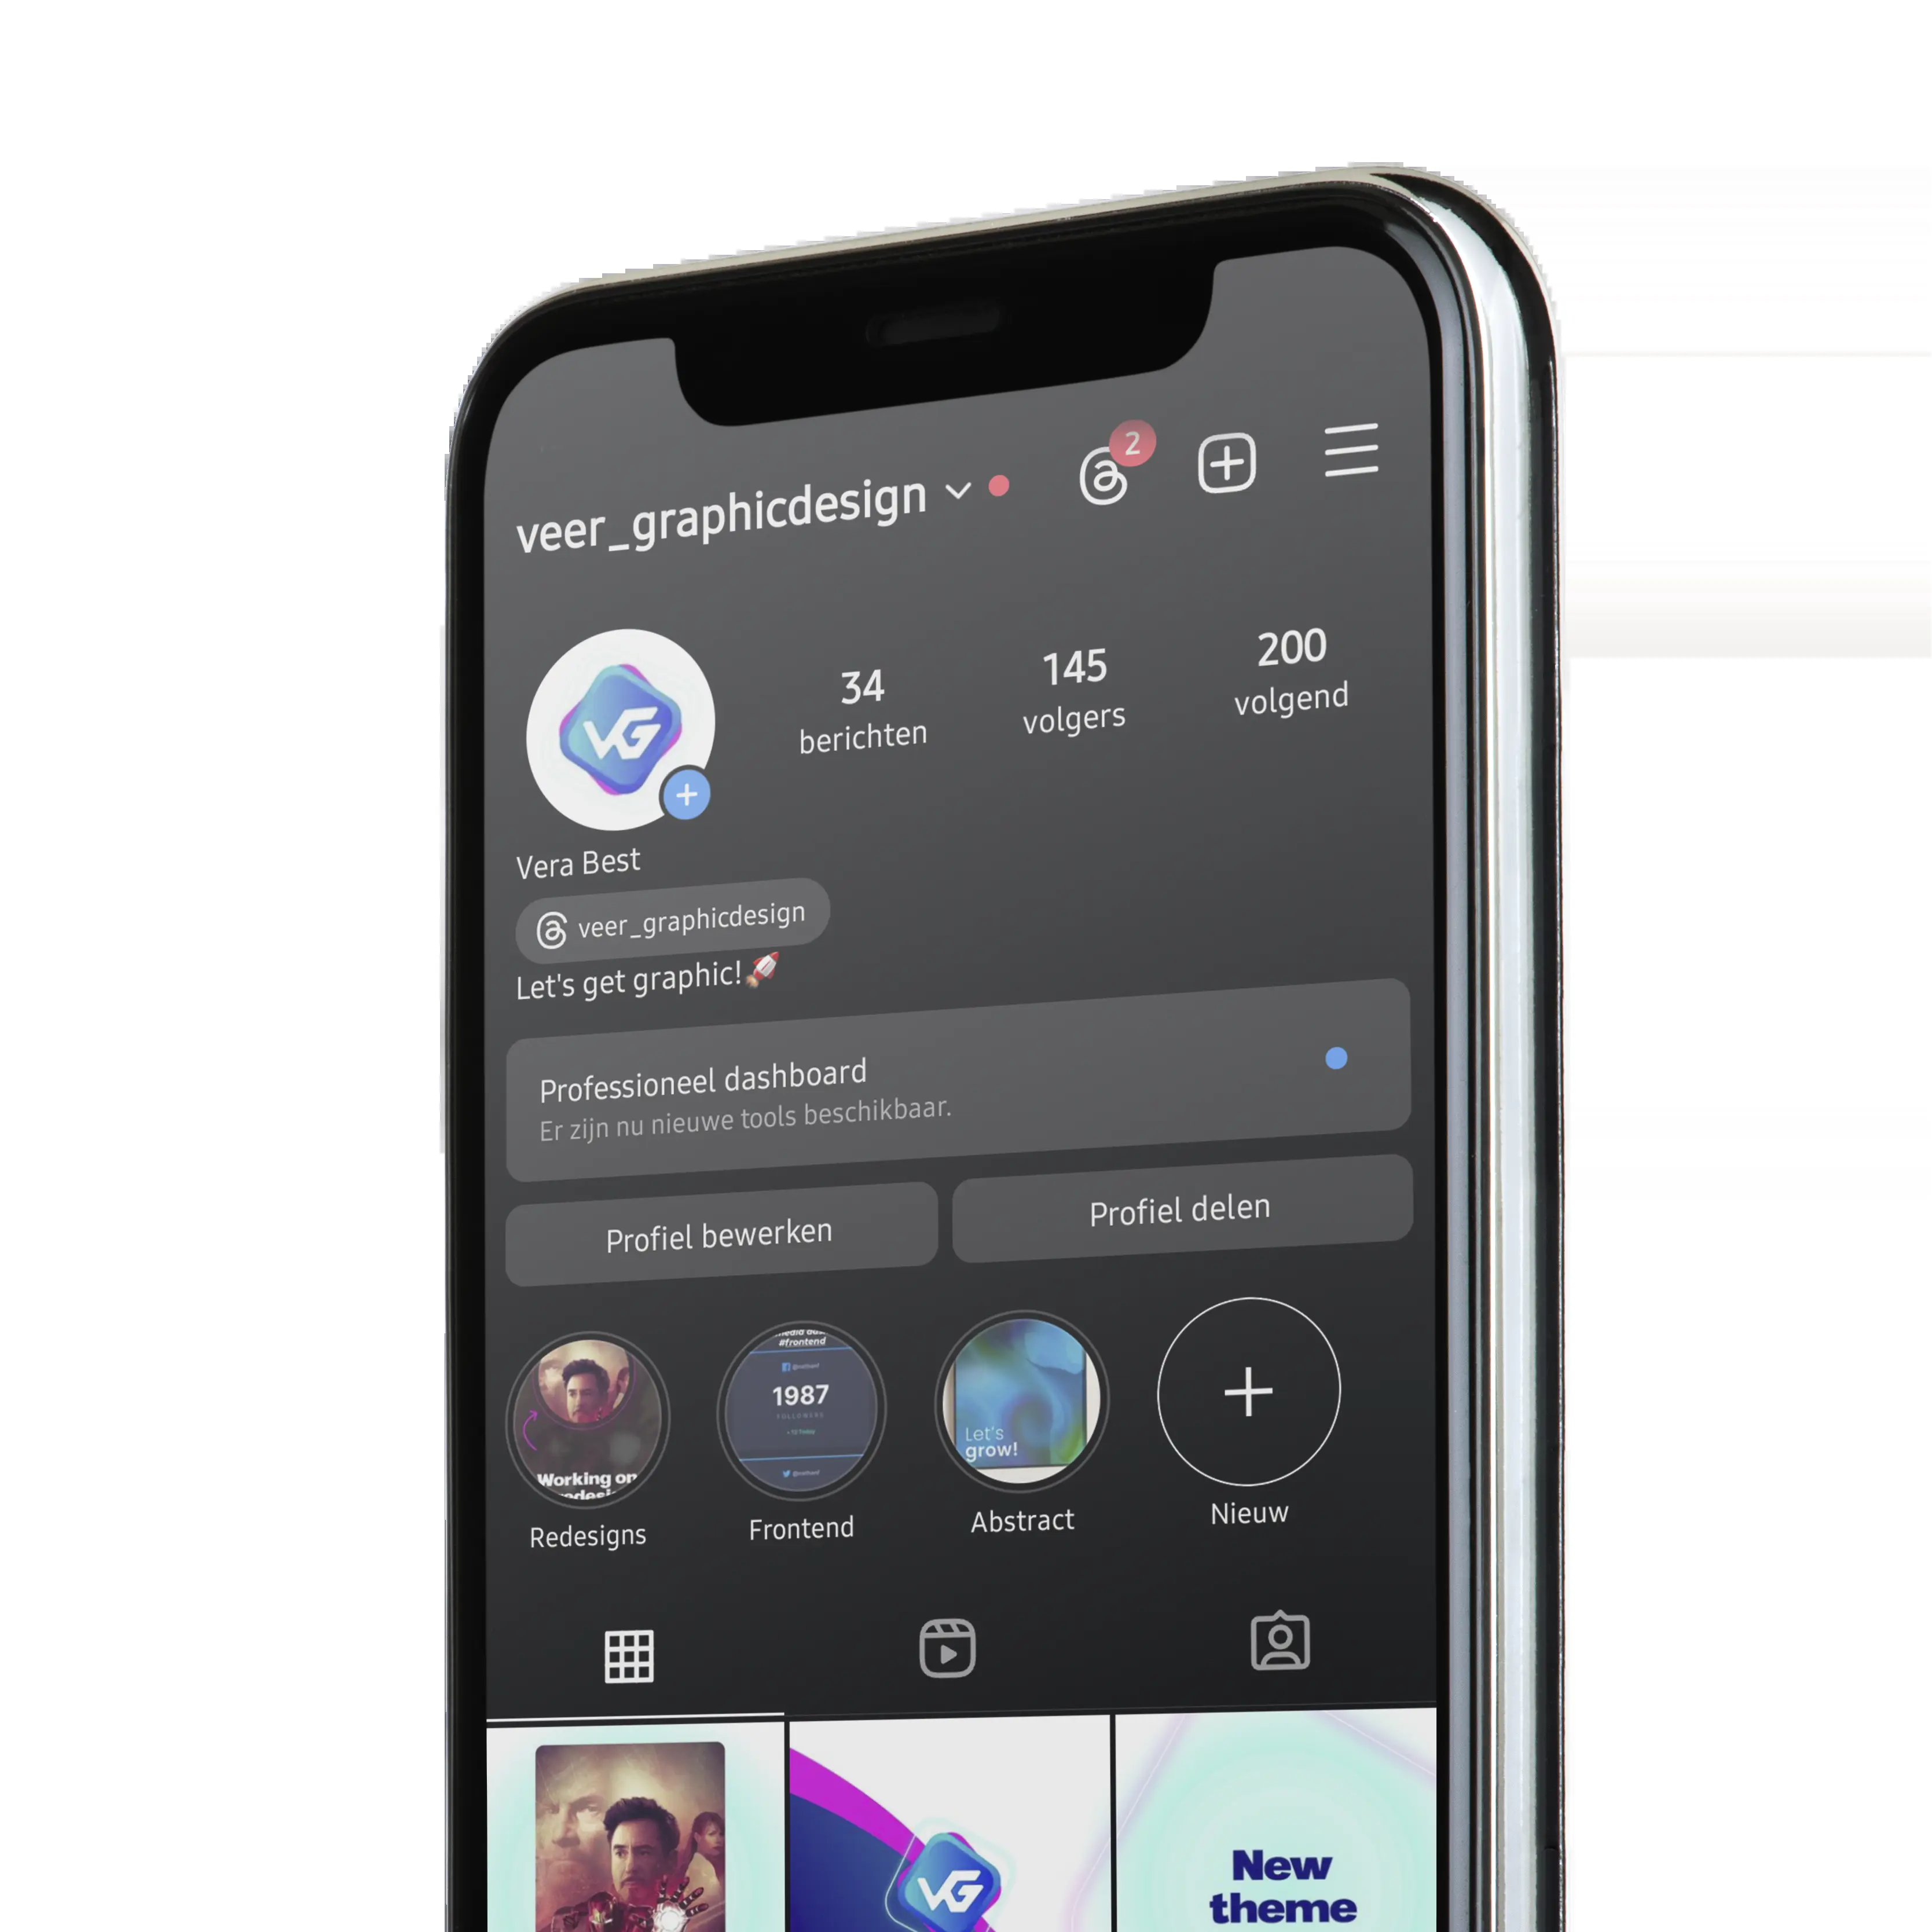 veer_graphicdesign
2
34
berichten
145
volgers
200
volgend
VG
Vera Best
veer_graphicdesign
Let's get graphic!🚀
Professioneel dashboard
Er zijn nu nieuwe tools beschikbaar.
Profiel bewerken
Profiel delen
Working on
#frontend
1987
FOLLOWERS
Let's
grow!
Redesigns
Frontend
Abstract
Nieuw
VG
New
theme